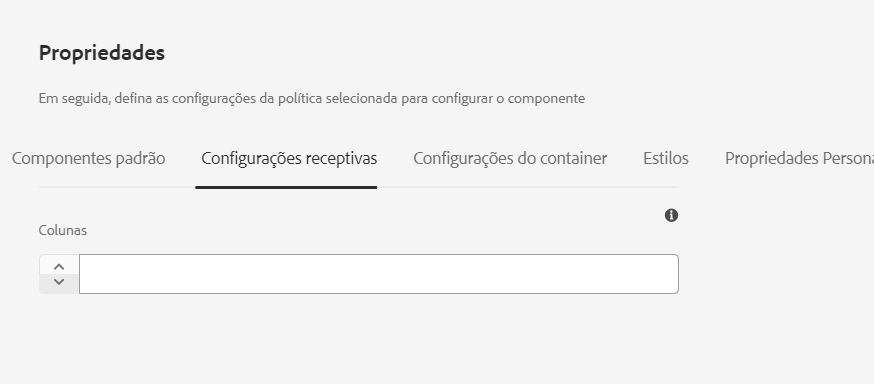 Propriedades
Em seguida, defina as configurações da política selecionada para configurar o componente
Componentes padrão Configurações receptivas Configurações do container Estilos Propriedades Persona
Colunas